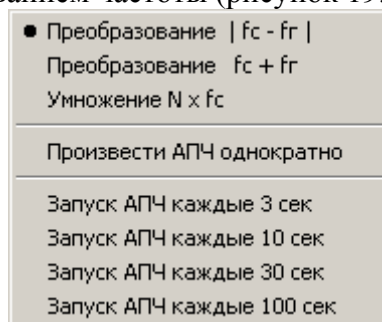 ванием частоты (рисунок 19
Преобразование | fc - fr |
Преобразование fc + fr
Умножение N x fc
Произвести АПЧ однократно
Запуск АПЧ каждые 3 сек
Запуск АПЧ каждые 10 сек
Запуск АПЧ каждые 30 сек
Запуск АПЧ каждые 100 сек